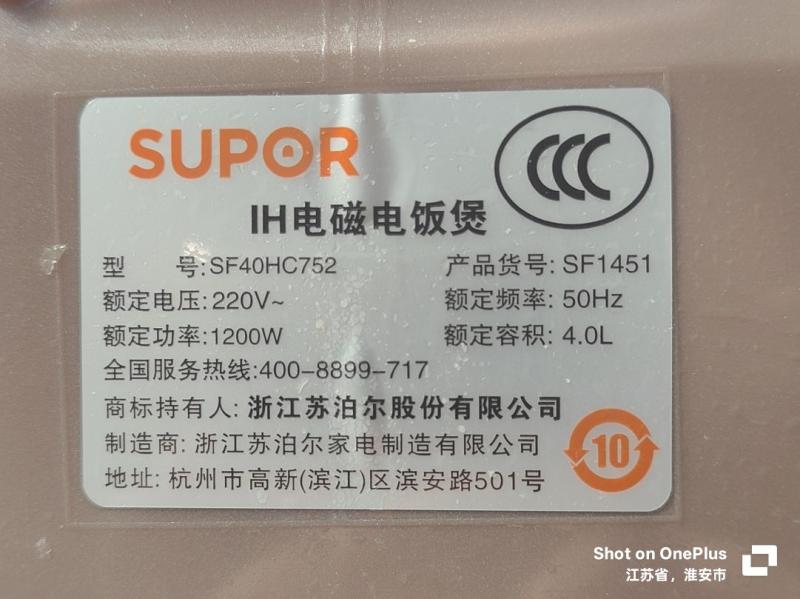 SUPOR
CCC
IH电磁电饭煲
型 号:SF40HC752 产品货号: SF1451
额定电压: 220V~ 额定频率: 50Hz
额定功率:1200W 额定容积: 4.0L
全国服务热线:400-8899-717
商标持有人: 浙江苏泊尔股份有限公司
制造商: 浙江苏泊尔家电制造有限公司
10
地址: 杭州市高新(滨江)区滨安路501号
Shot on OnePlus
江苏省，淮安市